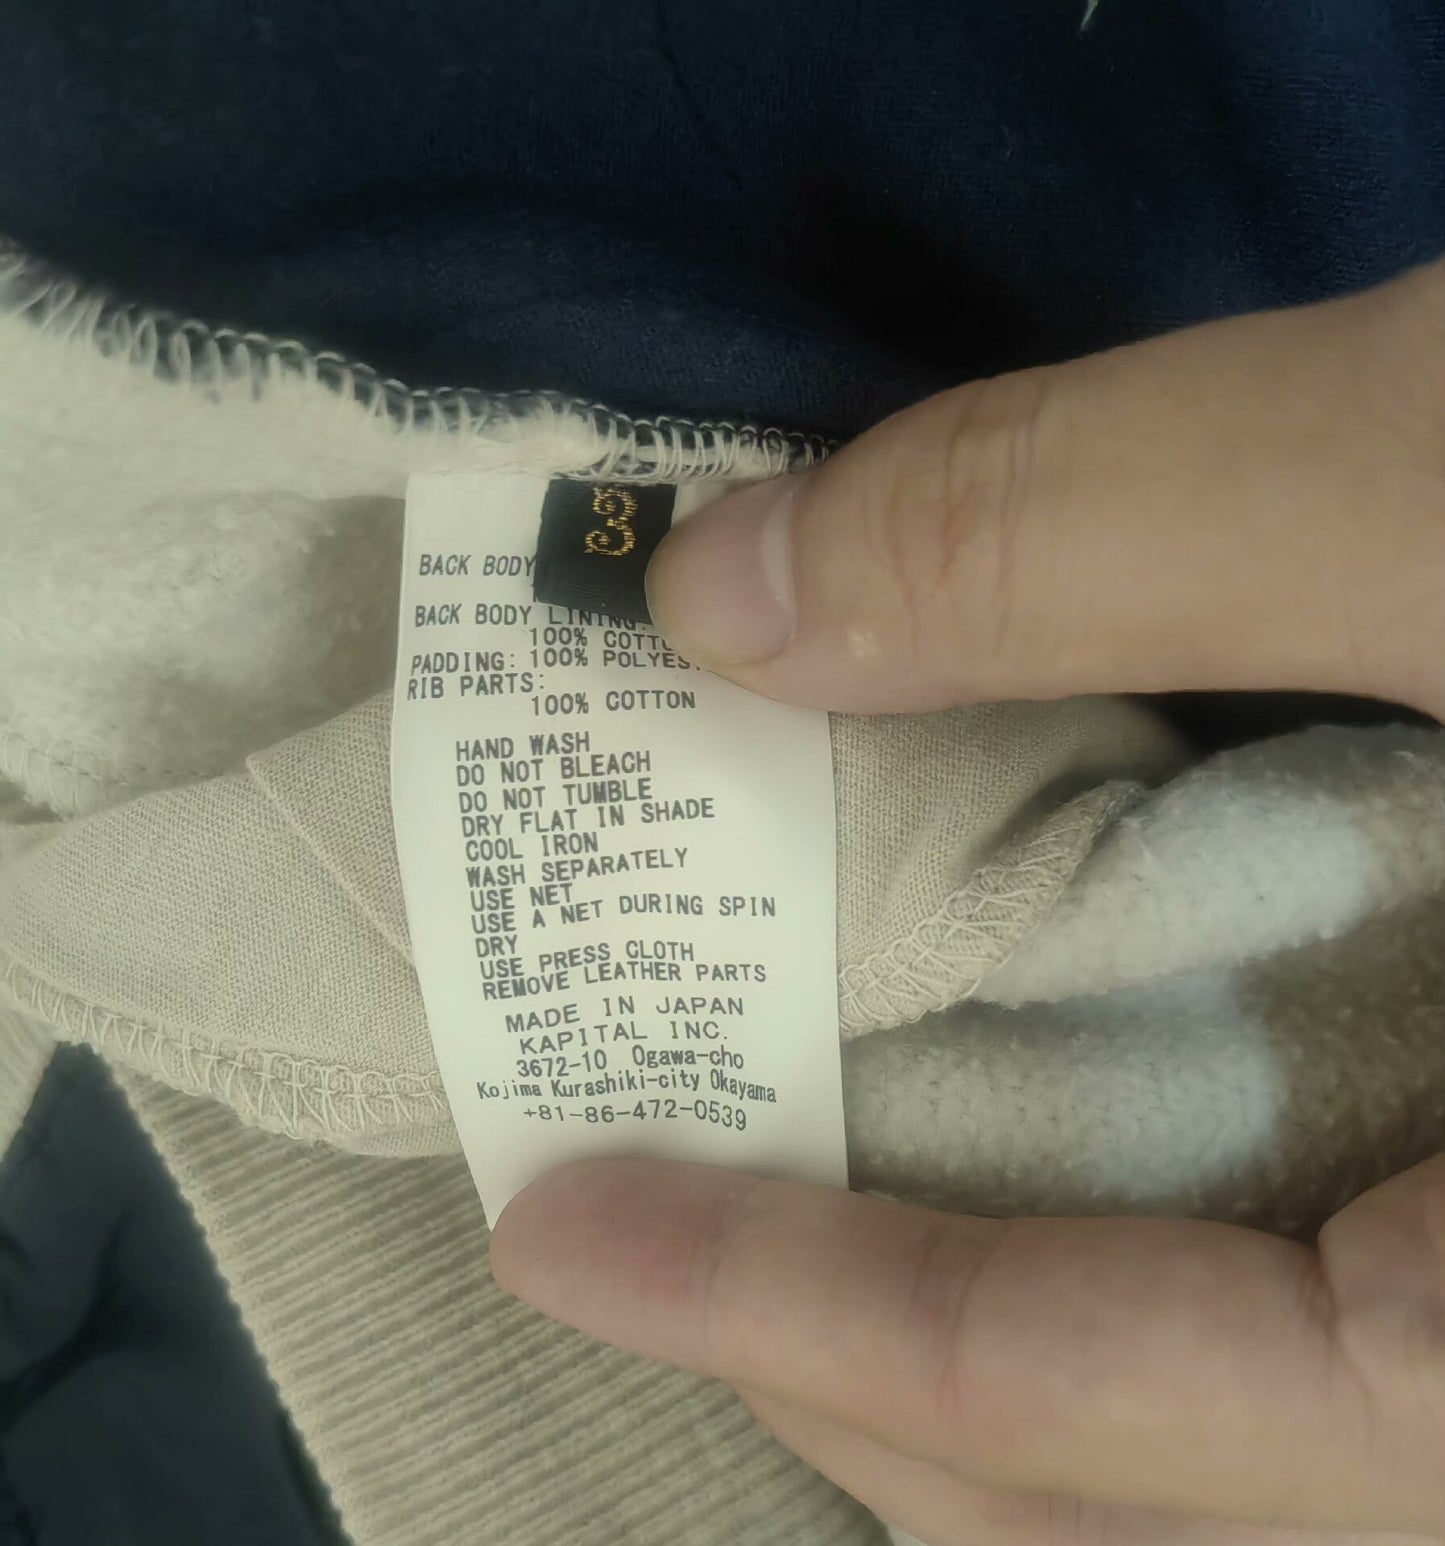 BACK BODY
BACK BODY LINING:
100% COTTO
PADDING: 100% POLYES
RIB PARTS:
100% COTTON
HAND WASH
DO NOT BLEACH
DO NOT TUMBLE
DRY FLAT IN SHADE
COOL IRON
WASH SEPARATELY
USE NET
USE A NET DURING SPIN
DRY
USE PRESS CLOTH
REMOVE LEATHER PARTS
MADE IN JAPAN
KAPITAL INC.
3672-10 Ogawa-cho
Kojima Kurashiki-city Okayama
+81-86-472-0539